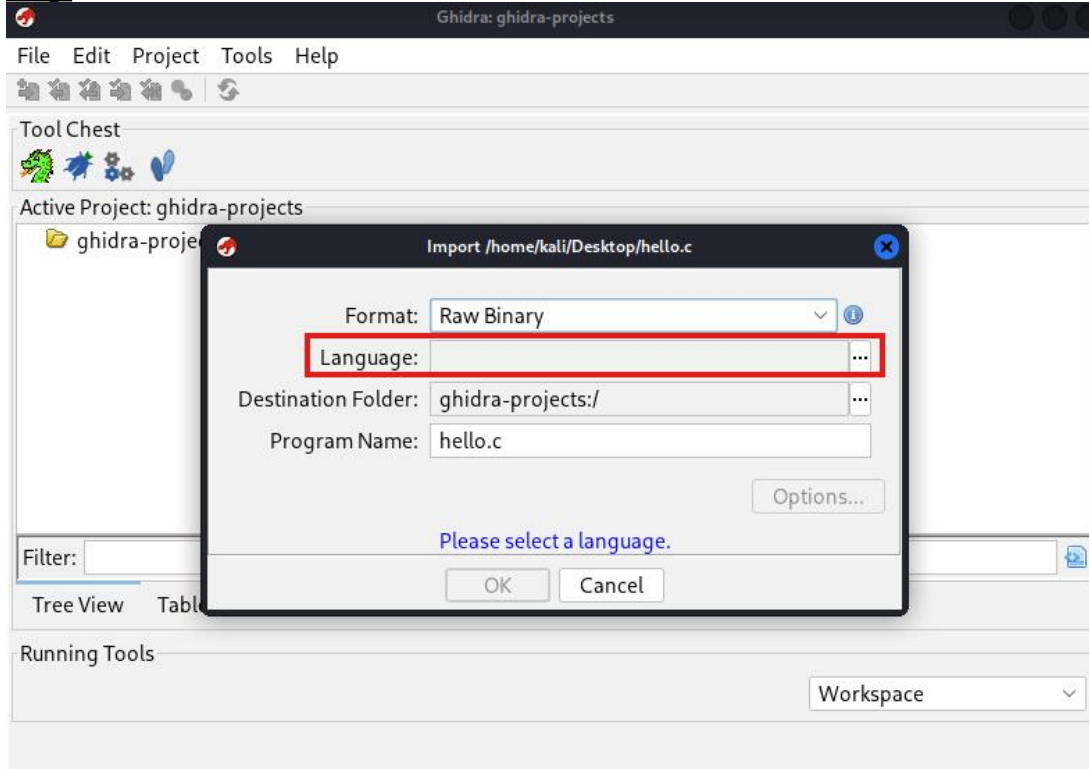 Ghidra: ghidra-projects
File Edit Project Tools Help
Tool Chest
Active Project: ghidra-projects
ghidra-proje
Import /home/kali/Desktop/hello.c
Format: Raw Binary
Language: ...
Destination Folder: ghidra-projects:/ ...
Program Name: hello.c
Options...
Please select a language.
Filter:
OK Cancel
Tree View Tabl
Running Tools
Workspace